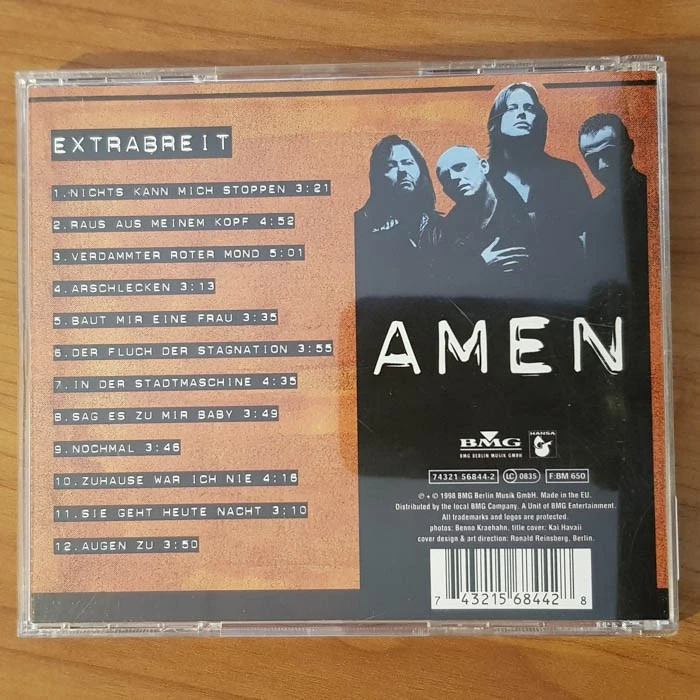 EXTRABREIT
1.NICHTS KANN MICH STOPPEN 3:21
2.RAUS AUS MEINEM KOPF 4:52
3.VERDAMMTER ROTER MOND 5:01
4.ARSCHLECKEN 3:13
5.BAUT MIR EINE FRAU 3:35
6.DER FLUCH DER STAGNATION 3:55
7.IN DER STADTMASCHINE 4:35
8.SAG ES ZU MIR BABY 3:49
9.NOCHMAL 3:46
10.ZUHAUSE WAR ICH NIE 4:16
11.SIE GEHT HEUTE NACHT 3:10
12.AUGEN ZU 3:50
AMEN
BMG
BMG BERLIN MUSIK GMBH
HANSA
74321 56844-2
LC 0835
F:BM 650
℗ + © 1998 BMG Berlin Musik GmbH. Made in the EU.
Distributed by the local BMG Company. A Unit of BMG Entertainment.
All trademarks and logos are protected.
photos: Benno Kraehahn, title cover: Kai Havaii
cover design & art direction: Ronald Reinsberg, Berlin.
7 43215 68442 8